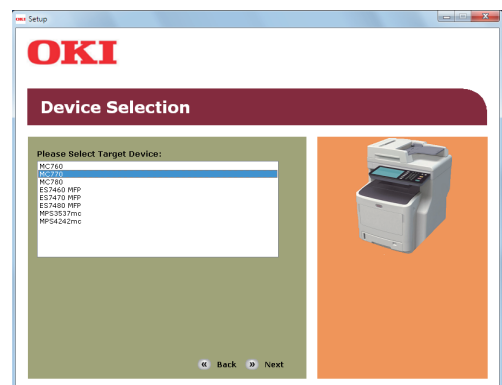 OKI Setup
OKI
Device Selection
Please Select Target Device:
MC760
MC770
MC780
ES7460 MFP
ES7470 MFP
ES7480 MFP
MPS3537mc
MPS4242mc
« Back » Next